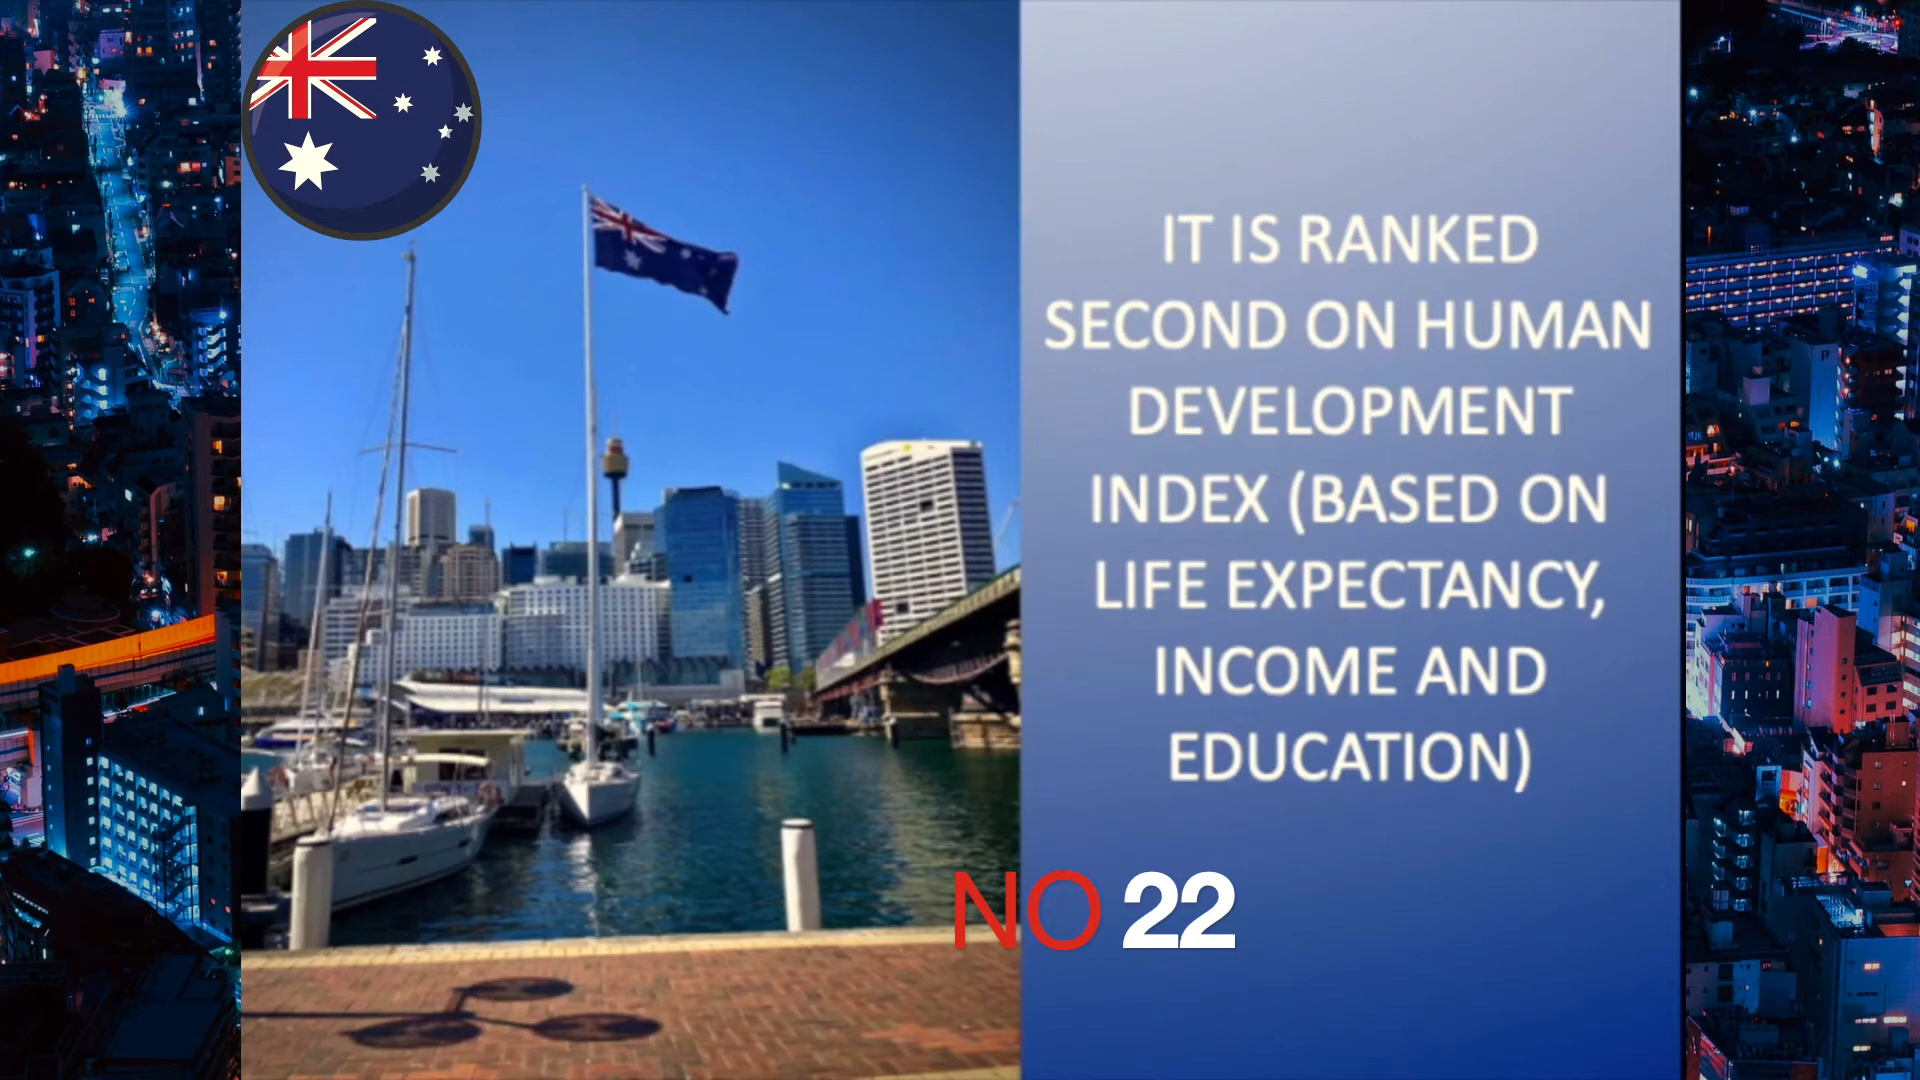 IT IS RANKED
SECOND ON HUMAN
DEVELOPMENT
INDEX (BASED ON
LIFE EXPECTANCY,
INCOME AND
EDUCATION)
NO 22